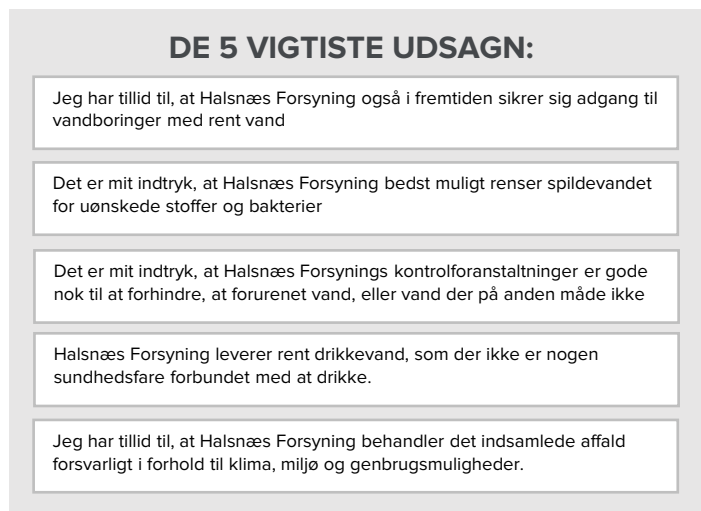 DE 5 VIGTISTE UDSAGN:
Jeg har tillid til, at Halsnæs Forsyning også i fremtiden sikrer sig adgang til
vandboringer med rent vand
Det er mit indtryk, at Halsnæs Forsyning bedst muligt renser spildevandet
for uønskede stoffer og bakterier
Det er mit indtryk, at Halsnæs Forsynings kontrolforanstaltninger er gode
nok til at forhindre, at forurenet vand, eller vand der på anden måde ikke
Halsnæs Forsyning leverer rent drikkevand, som der ikke er nogen
sundhedsfare forbundet med at drikke.
Jeg har tillid til, at Halsnæs Forsyning behandler det indsamlede affald
forsvarligt i forhold til klima, miljø og genbrugsmuligheder.